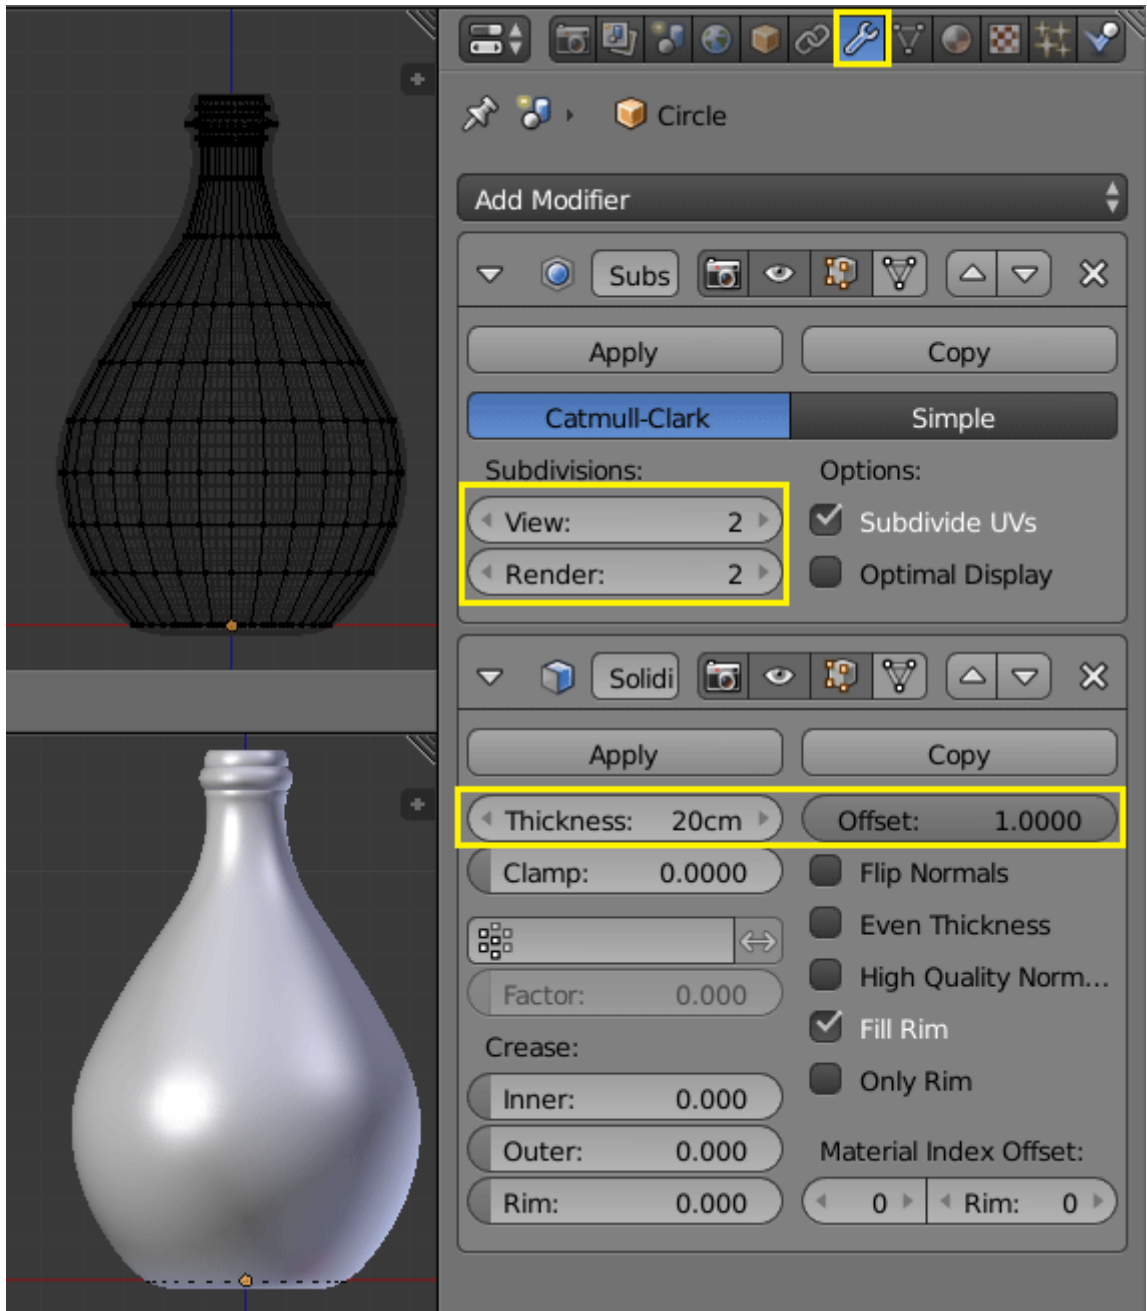 Circle
Add Modifier
Subs
Apply Copy
Catmull-Clark Simple
Subdivisions: Options:
View: 2 Subdivide UVs
Render: 2 Optimal Display
Solidi
Apply Copy
Thickness: 20cm Offset: 1.0000
Clamp: 0.0000 Flip Normals
Even Thickness
High Quality Norm...
Factor: 0.000
Fill Rim
Crease:
Only Rim
Inner: 0.000
Outer: 0.000 Material Index Offset:
Rim: 0.000 0 Rim: 0